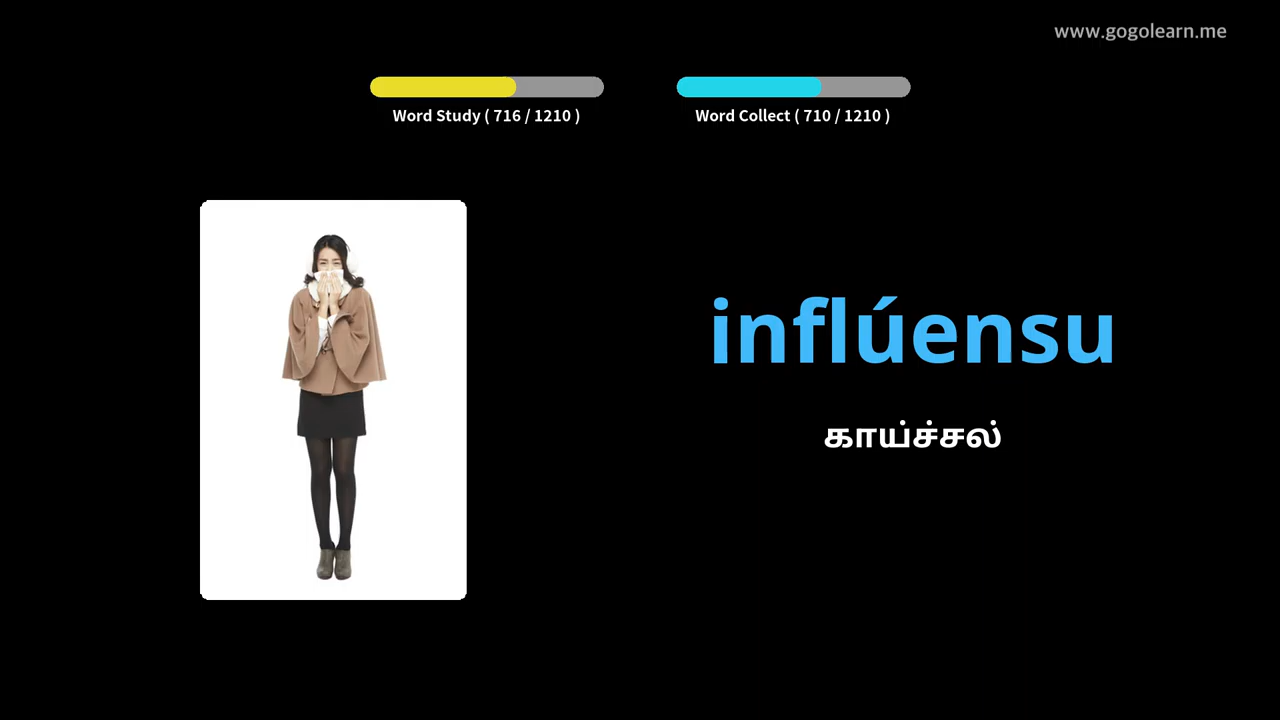 www.gogolearn.me
Word Study ( 716 / 1210 )
Word Collect ( 710 / 1210 )
inflúensu
காய்ச்சல்